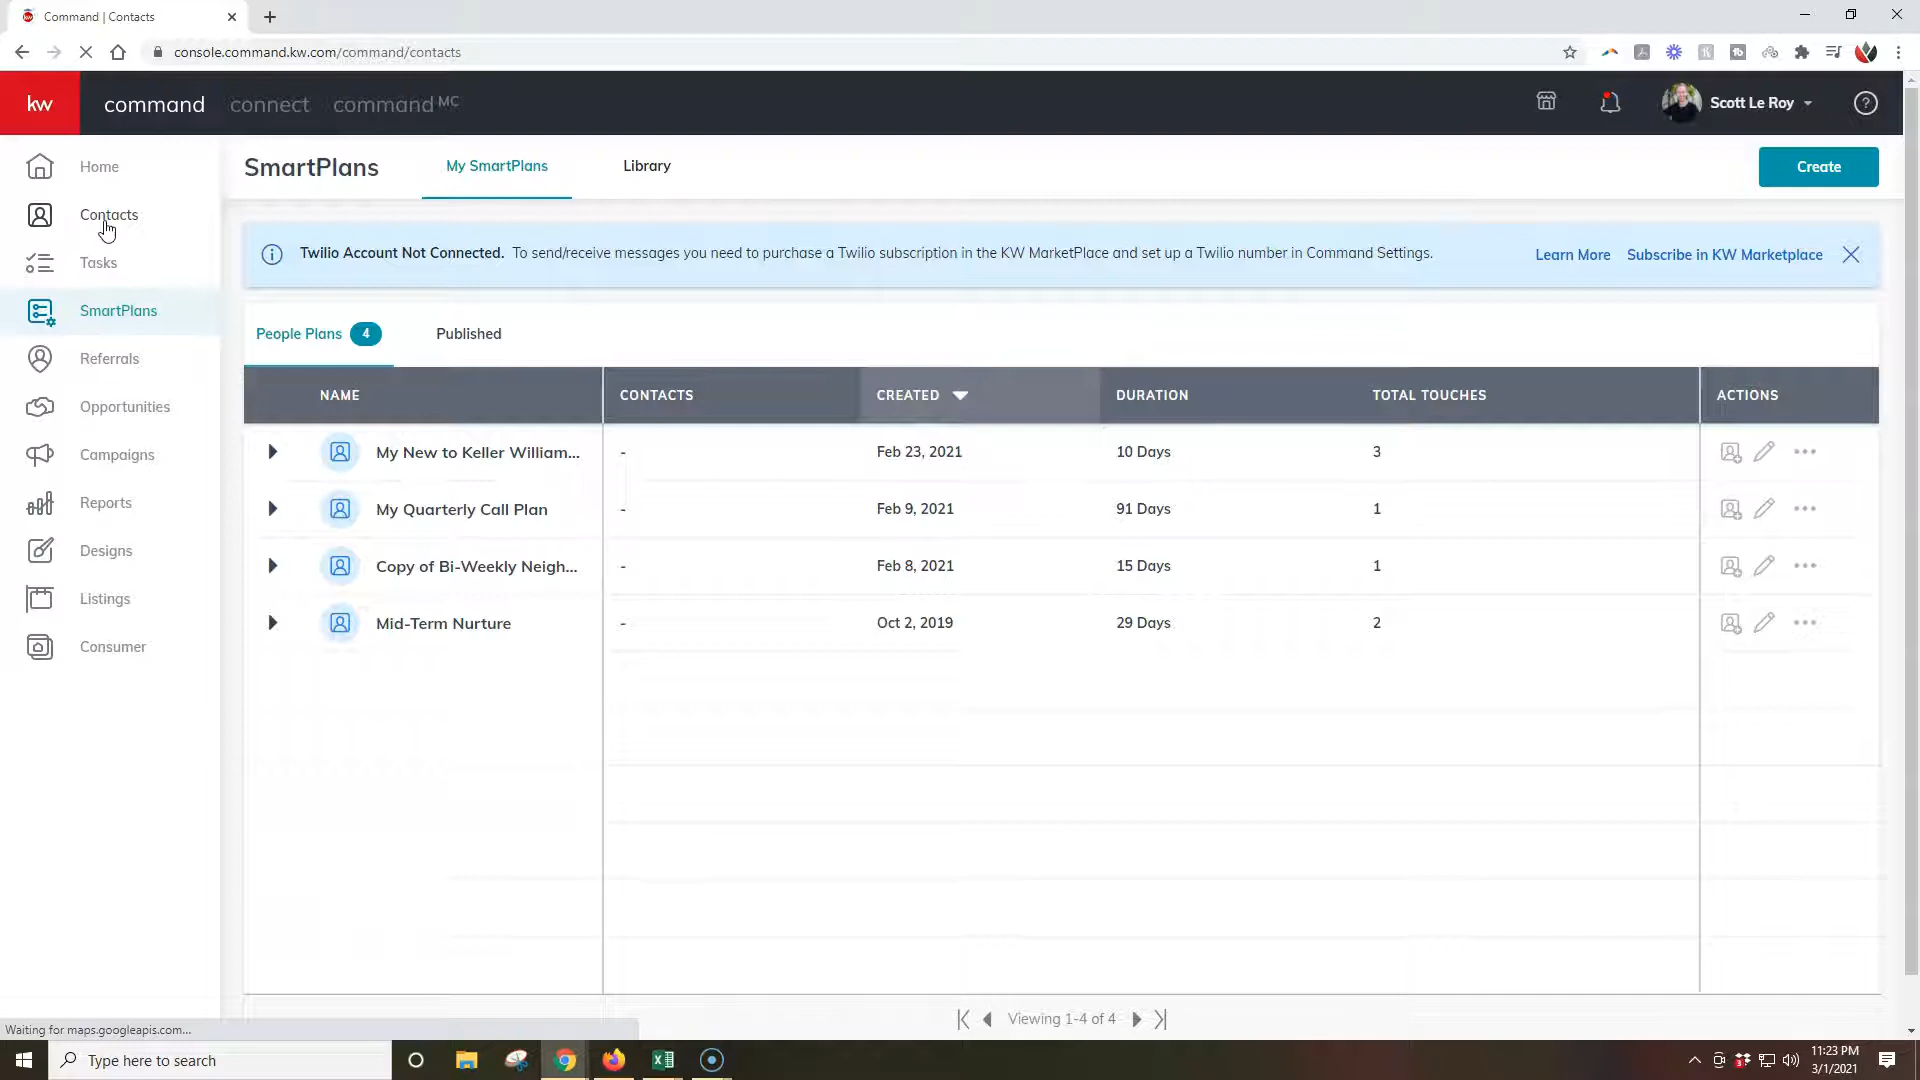 Command | Contacts
console.command.kw.com/command/contacts
kw command connect command MC Scott Le Roy
Home
Contacts
Tasks
SmartPlans
Referrals
Opportunities
Campaigns
Reports
Designs
Listings
Consumer
SmartPlans My SmartPlans Library Create
Twilio Account Not Connected. To send/receive messages you need to purchase a Twilio subscription in the KW MarketPlace and set up a Twilio number in Command Settings. Learn More Subscribe in KW Marketplace
People Plans 4 Published
NAME CONTACTS CREATED DURATION TOTAL TOUCHES ACTIONS
My New to Keller William... - Feb 23, 2021 10 Days 3
My Quarterly Call Plan - Feb 9, 2021 91 Days 1
Copy of Bi-Weekly Neigh... - Feb 8, 2021 15 Days 1
Mid-Term Nurture - Oct 2, 2019 29 Days 2
Viewing 1-4 of 4
Waiting for maps.googleapis.com...
Type here to search
11:23 PM
3/1/2021